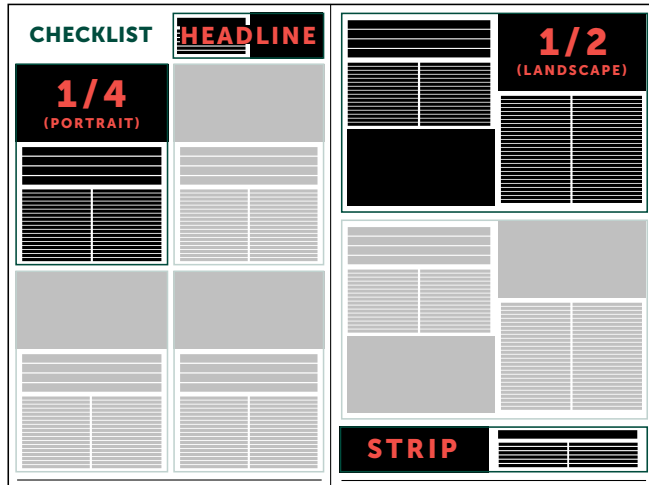 CHECKLIST
HEADLINE
1/4
(PORTRAIT)
1/2
(LANDSCAPE)
STRIP